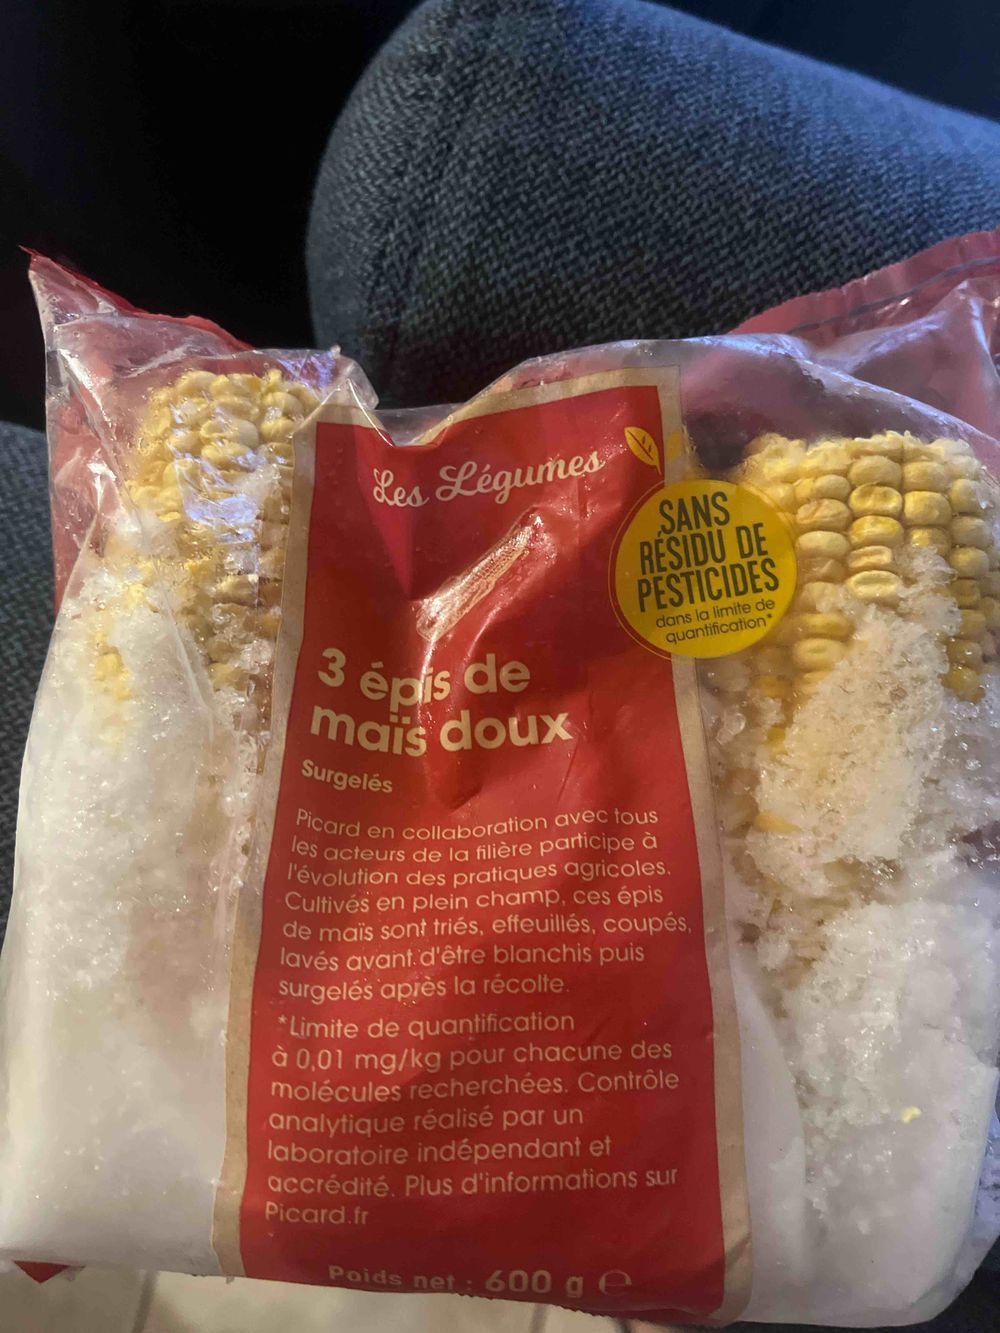 Les Légumes
SANS
RÉSIDU DE
PESTICIDES
dans la limite de
quantification*
3 épis de
maïs doux
Surgelés
Picard en collaboration avec tous
les acteurs de la filière participe à
l'évolution des pratiques agricoles.
Cultivés en plein champ, ces épis
de maïs sont triés, effeuillés, coupés,
lavés avant d'être blanchis puis
surgelés après la récolte.
*Limite de quantification
à 0,01 mg/kg pour chacune des
molécules recherchées. Contrôle
analytique réalisé par un
laboratoire indépendant et
accrédité. Plus d'informations sur
Picard.fr
Poids net : 600 g ℮